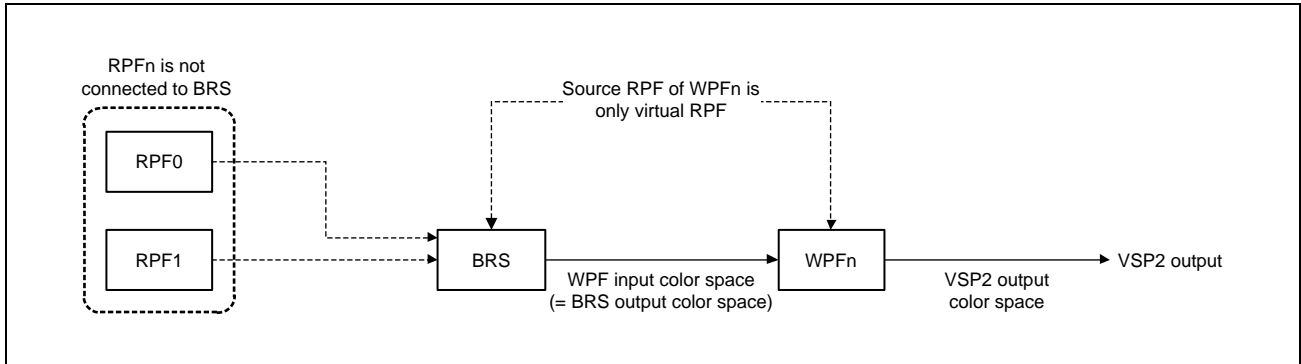 RPFn is not
connected to BRS
Source RPF of WPFn is
only virtual RPF
RPF0
RPF1
BRS
WPF input color space
(= BRS output color space)
WPFn
VSP2 output
color space
VSP2 output